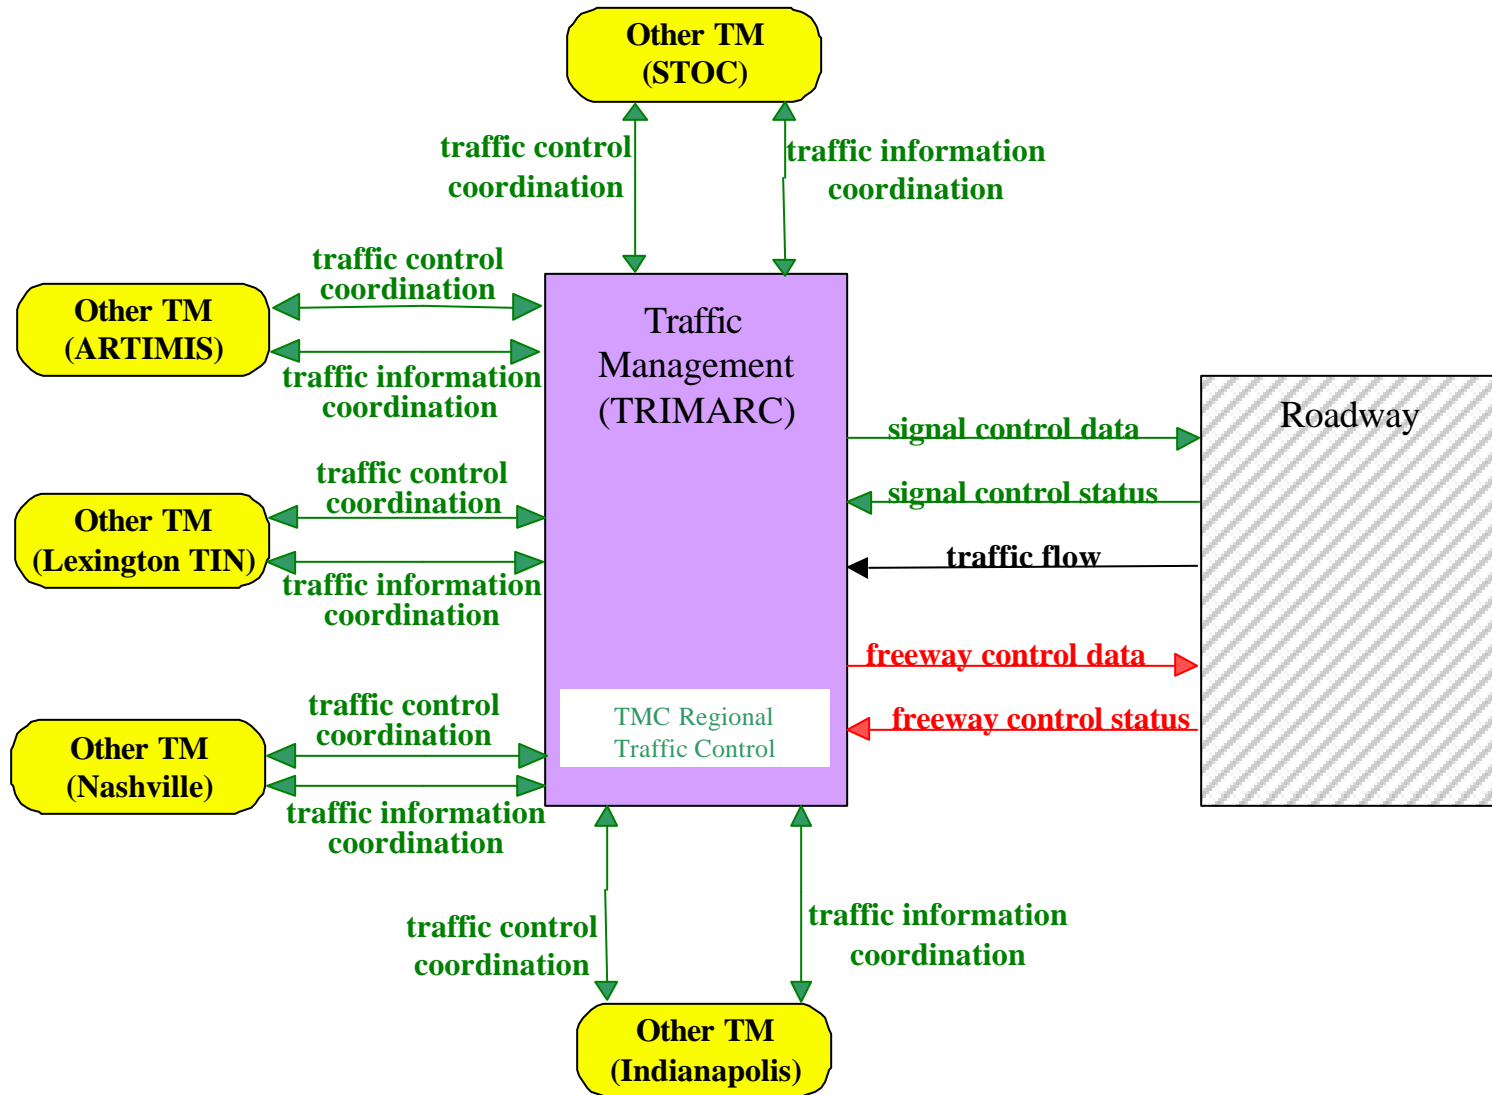 Other TM
(STOC)
traffic control
coordination
traffic information
coordination
traffic control
coordination
Other TM
(ARTIMIS)
traffic information
coordination
Traffic
Management
(TRIMARC)
Roadway
signal control data
signal control status
traffic flow
freeway control data
freeway control status
traffic control
coordination
Other TM
(Lexington TIN)
traffic information
coordination
traffic control
coordination
Other TM
(Nashville)
traffic information
coordination
TMC Regional
Traffic Control
traffic control
coordination
traffic information
coordination
Other TM
(Indianapolis)